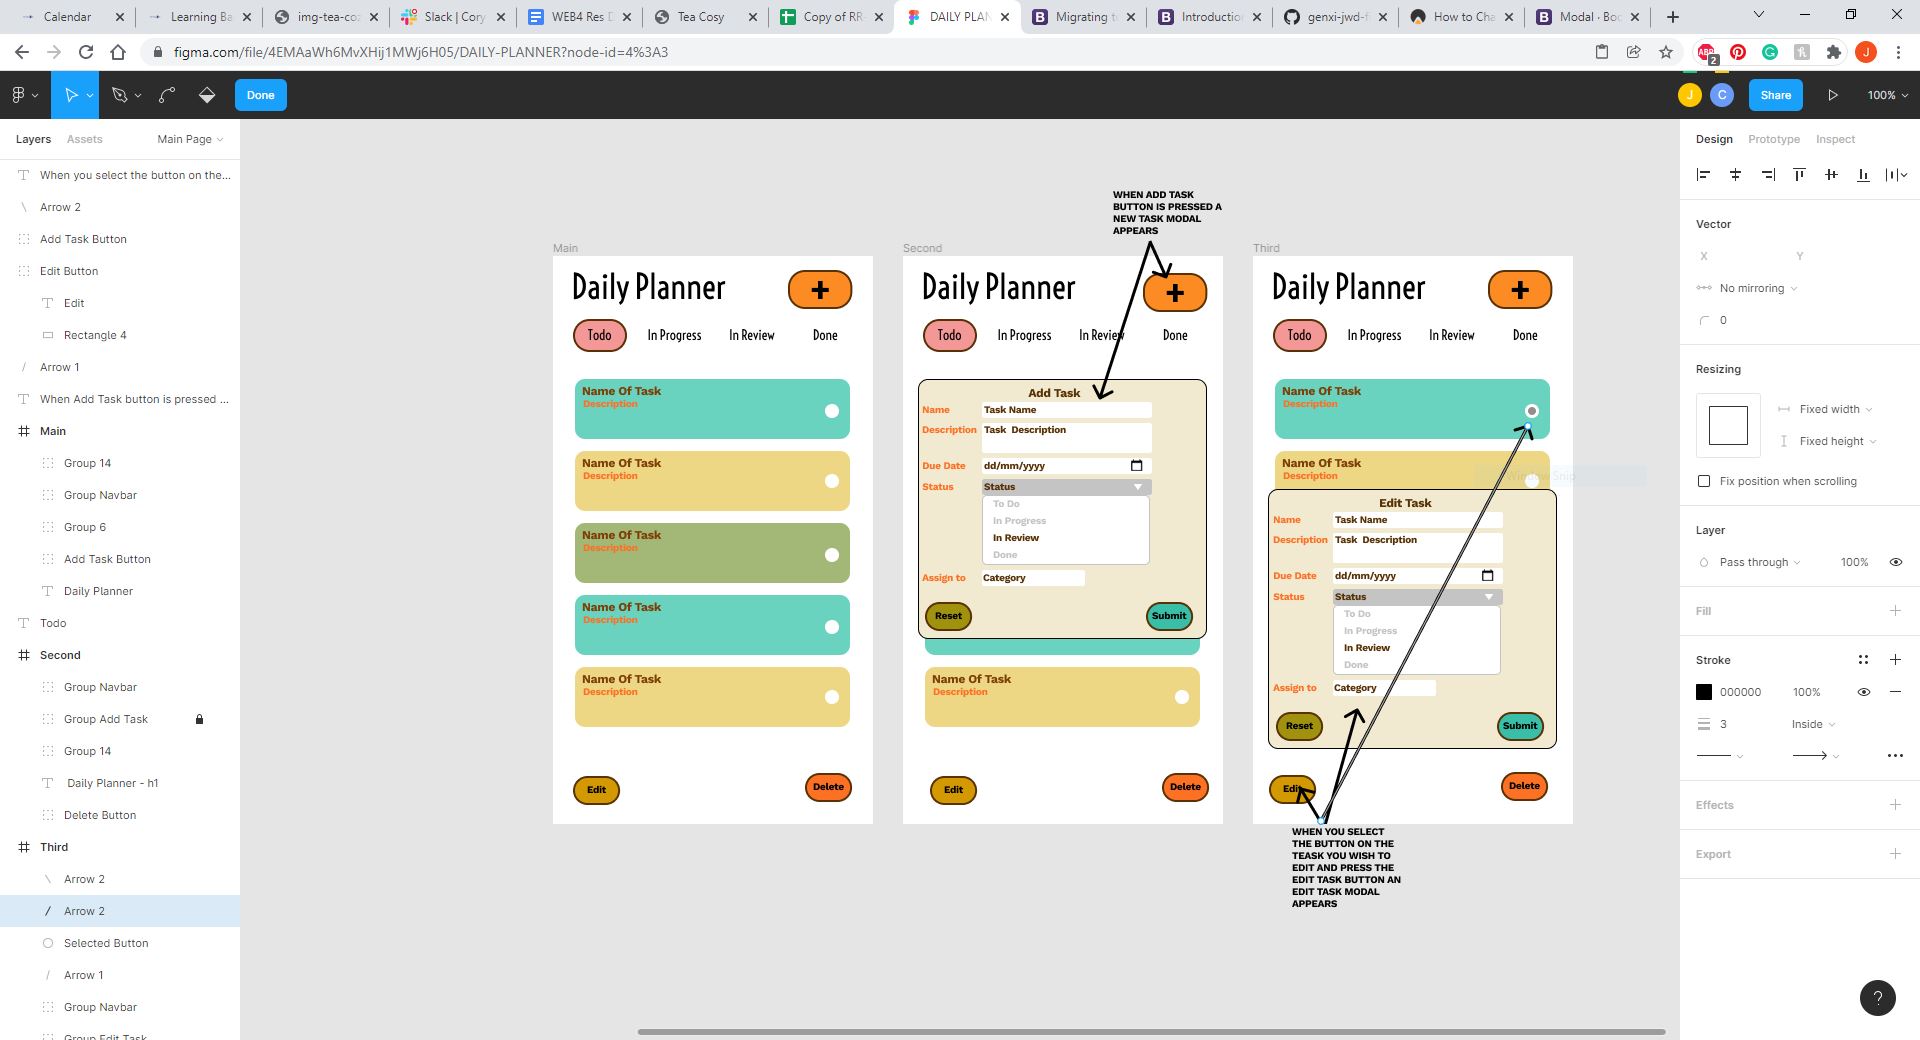 Calendar
Learning Ba
img-tea-coz
Slack | Cory
WEB4 Res D
Tea Cosy
Copy of RR-
DAILY PLAN
Migrating t
Introduction
genxi-jwd-f
How to Cha
Modal · Boo
figma.com/file/4EMAaWh6MvXHij1MWj6H05/DAILY-PLANNER?node-id=4%3A3
ABP
2
J
Done
J
C
Share
100%
Layers
Assets
Main Page
When you select the button on the...
Arrow 2
Add Task Button
Edit Button
Edit
Rectangle 4
Arrow 1
When Add Task button is pressed ...
Main
Group 14
Group Navbar
Group 6
Add Task Button
Daily Planner
Todo
Second
Group Navbar
Group Add Task
Group 14
Daily Planner - h1
Delete Button
Third
Arrow 2
Arrow 2
Selected Button
Arrow 1
Group Navbar
Group Edit Task
Main
Daily Planner
+
Todo
In Progress
In Review
Done
Name Of Task
Description
Name Of Task
Description
Name Of Task
Description
Name Of Task
Description
Name Of Task
Description
Edit
Delete
WHEN ADD TASK
BUTTON IS PRESSED A
NEW TASK MODAL
APPEARS
Second
Daily Planner
+
Todo
In Progress
In Review
Done
Add Task
Name
Task Name
Description
Task Description
Due Date
dd/mm/yyyy
Status
Status
To Do
In Progress
In Review
Done
Assign to
Category
Reset
Submit
Name Of Task
Description
Edit
Delete
Third
Daily Planner
+
Todo
In Progress
In Review
Done
Name Of Task
Description
Name Of Task
Description
Window Snip
Edit Task
Name
Task Name
Description
Task Description
Due Date
dd/mm/yyyy
Status
Status
To Do
In Progress
In Review
Done
Assign to
Category
Reset
Submit
Edit
Delete
WHEN YOU SELECT
THE BUTTON ON THE
TEASK YOU WISH TO
EDIT AND PRESS THE
EDIT TASK BUTTON AN
EDIT TASK MODAL
APPEARS
Design
Prototype
Inspect
Vector
X
Y
No mirroring
0
Resizing
Fixed width
Fixed height
Fix position when scrolling
Layer
Pass through
100%
Fill
Stroke
000000
100%
3
Inside
Effects
Export
?